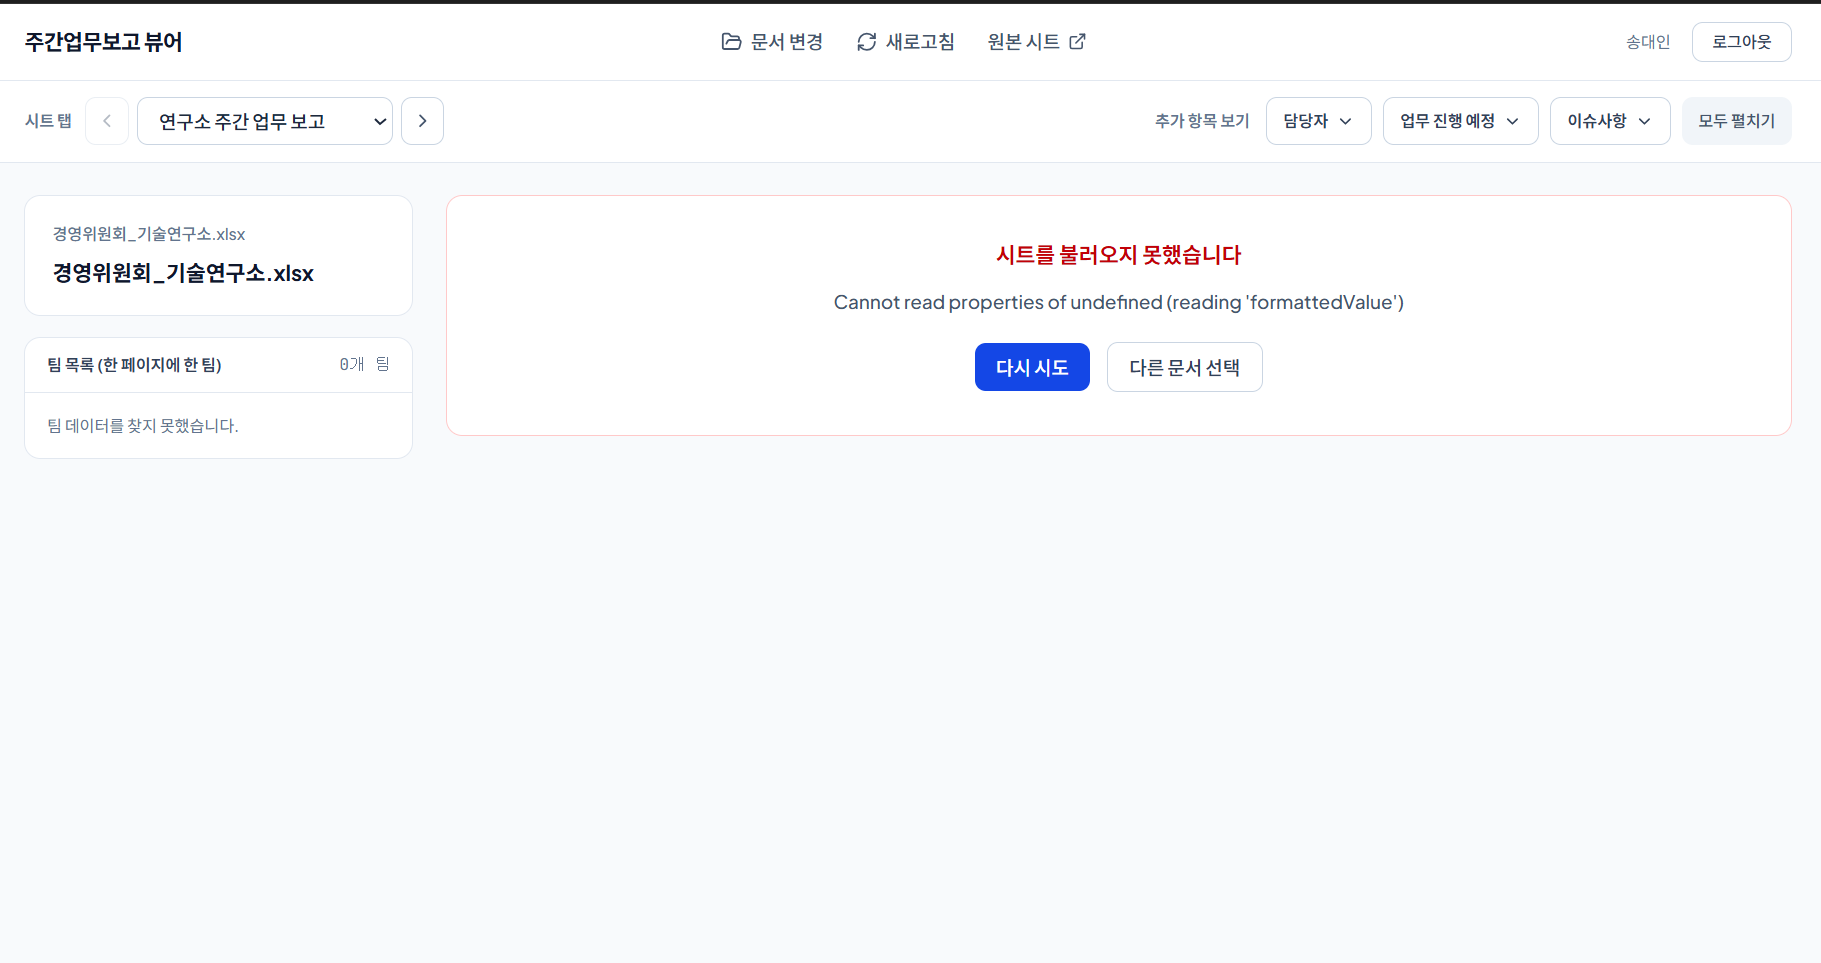 주간업무보고 뷰어
문서 변경
새로고침
원본 시트
송대인
로그아웃
시트 탭
연구소 주간 업무 보고
추가 항목 보기
담당자
업무 진행 예정
이슈사항
모두 펼치기
경영위원회_기술연구소.xlsx
경영위원회_기술연구소.xlsx
팀 목록 (한 페이지에 한 팀)
0개 팀
팀 데이터를 찾지 못했습니다.
시트를 불러오지 못했습니다
Cannot read properties of undefined (reading 'formattedValue')
다시 시도
다른 문서 선택